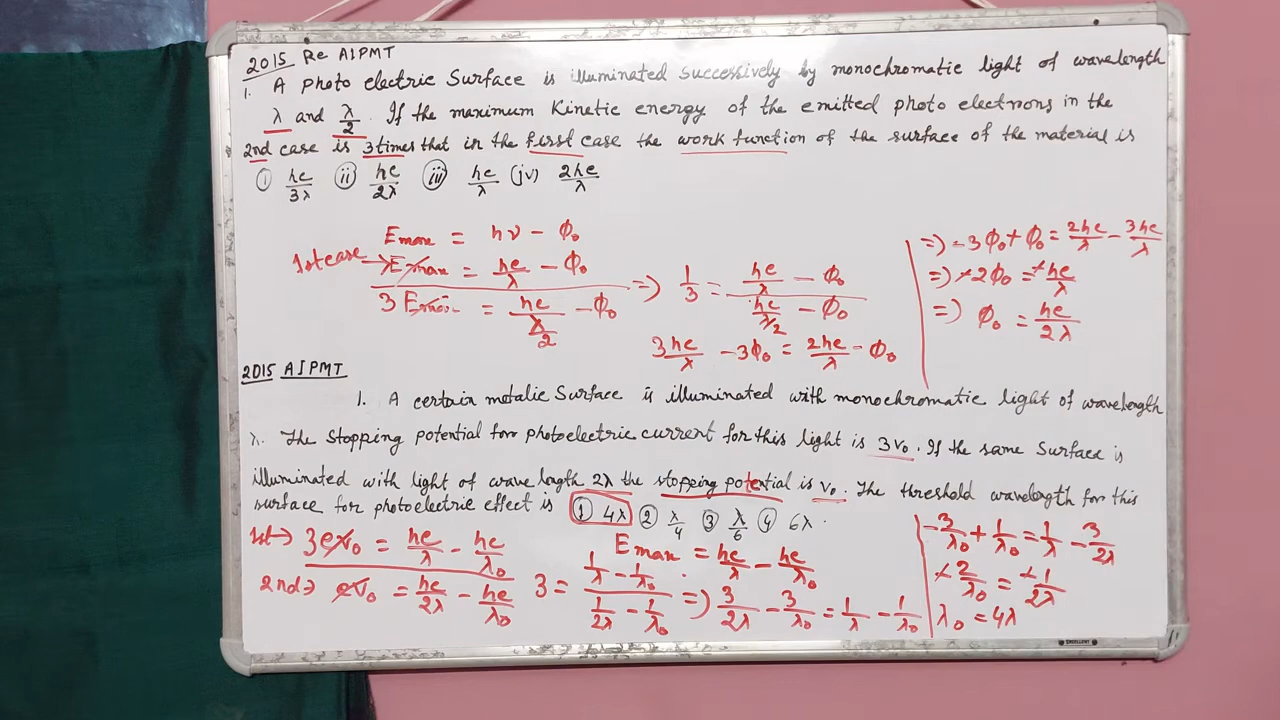 2015 Re AIPMT
1. A photo electric Surface is illuminated successively by monochromatic light of wavelength
λ and λ/2. If the maximum Kinetic energy of the emitted photo electrons in the
2nd case is 3 times that in the first case the work function of the surface of the material is
(i) hc/3λ (ii) hc/2λ (iii) hc/λ (iv) 2hc/λ
Emax = hν - ϕ₀
1st case → Emax = hc/λ - ϕ₀
3 Emax = hc/(λ/2) - ϕ₀
=) 1/3 = (hc/λ - ϕ₀)/(hc/(λ/2) - ϕ₀)
3hc/λ - 3ϕ₀ = 2hc/λ - ϕ₀
=) -3ϕ₀ + ϕ₀ = 2hc/λ - 3hc/λ
=) -2ϕ₀ = -hc/λ
=) ϕ₀ = hc/2λ
2015 AIPMT
1. A certain metalic Surface is illuminated with monochromatic light of wavelength
λ. The stopping potential for photoelectric current for this light is 3V₀. If the same Surface is
illuminated with light of wave length 2λ the stopping potential is V₀. The threshold wavelength for this
surface for photoelectric effect is (1) 4λ (2) λ/4 (3) λ/6 (4) 6λ.
Emax = hc/λ - hc/λ₀
1st → 3eV₀ = hc/λ - hc/λ₀
2nd → eV₀ = hc/2λ - hc/λ₀
3 = (1/λ - 1/λ₀)/(1/2λ - 1/λ₀)
=) 3/2λ - 3/λ₀ = 1/λ - 1/λ₀
-3/λ₀ + 1/λ₀ = 1/λ - 3/2λ
-2/λ₀ = -1/2λ
λ₀ = 4λ
EXCELLENT